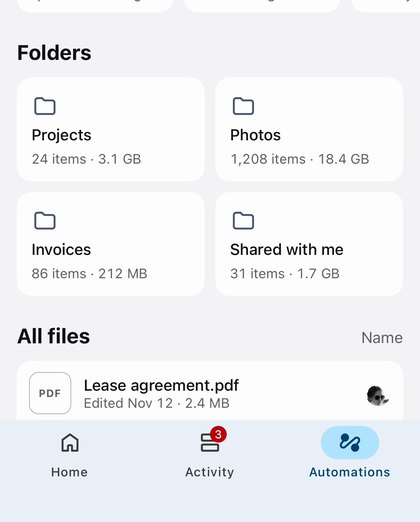 Folders
Projects
24 items · 3.1 GB
Photos
1,208 items · 18.4 GB
Invoices
86 items · 212 MB
Shared with me
31 items · 1.7 GB
All files
Name
PDF
Lease agreement.pdf
Edited Nov 12 · 2.4 MB
Home
3
Activity
Automations